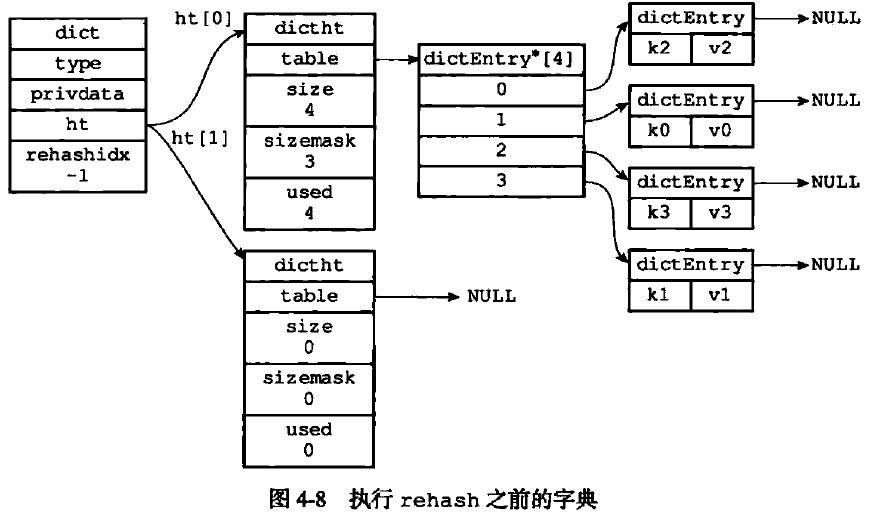 dict
type
privdata
ht
rehashidx
-1
ht[0]
ht[1]
dictht
table
size
4
sizemask
3
used
4
dictht
table
size
0
sizemask
0
used
0
NULL
dictEntry*[4]
0
1
2
3
dictEntry
k2 v2
NULL
dictEntry
k0 v0
NULL
dictEntry
k3 v3
NULL
dictEntry
k1 v1
NULL
图 4-8 执行 rehash 之前的字典